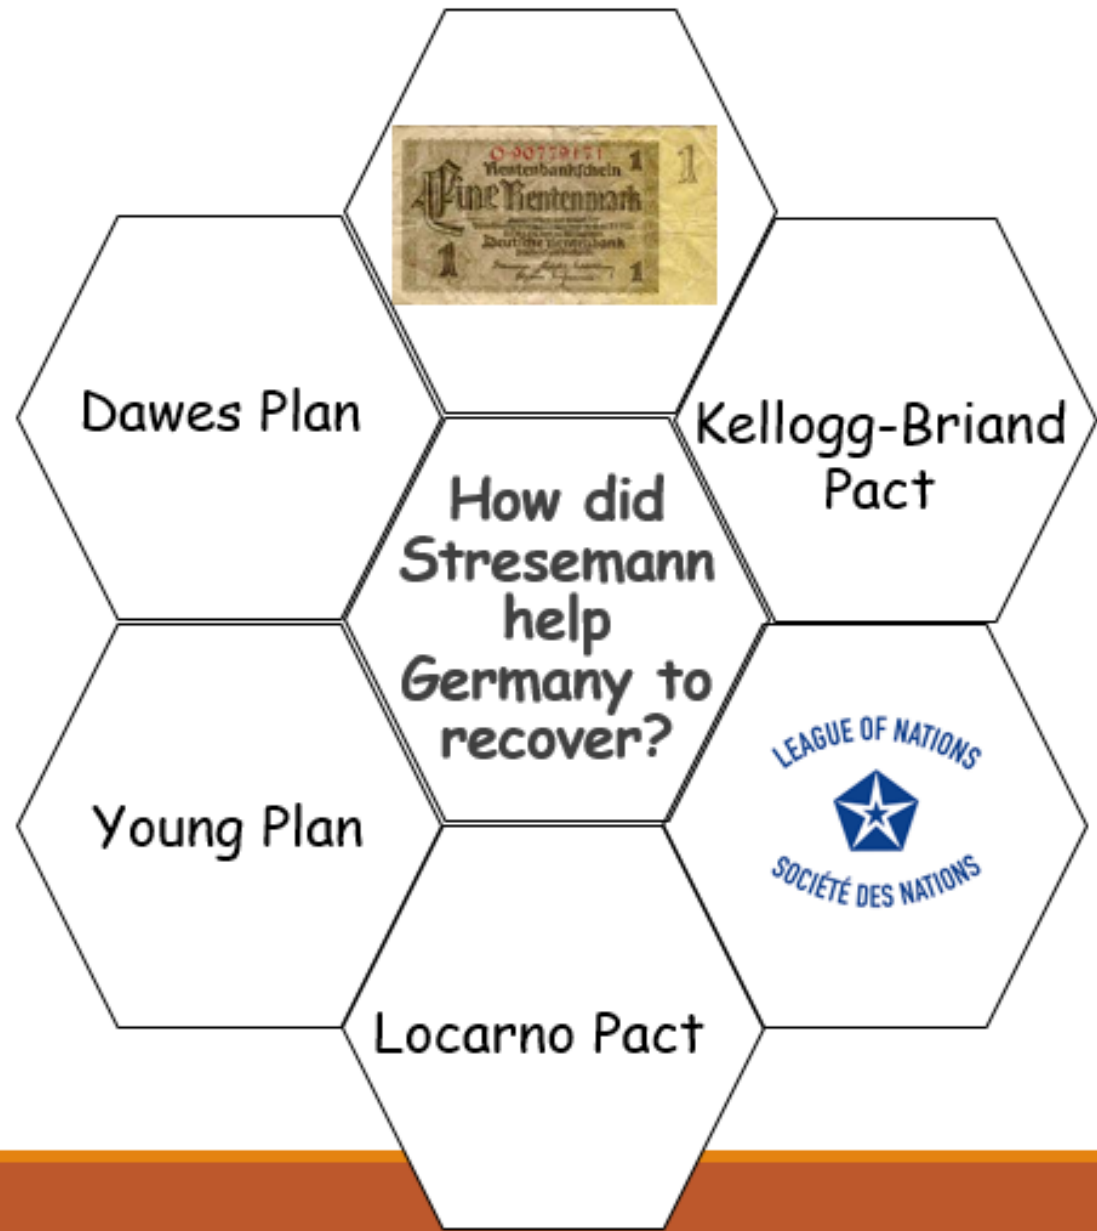 O·90779171
1
1
Rentenbankschein
Eine Rentenmark
Deutsche Rentenbank
1
1
Dawes Plan
Kellogg-Briand
Pact
How did
Stresemann
help
Germany to
recover?
LEAGUE OF NATIONS
SOCIÉTÉ DES NATIONS
Young Plan
Locarno Pact